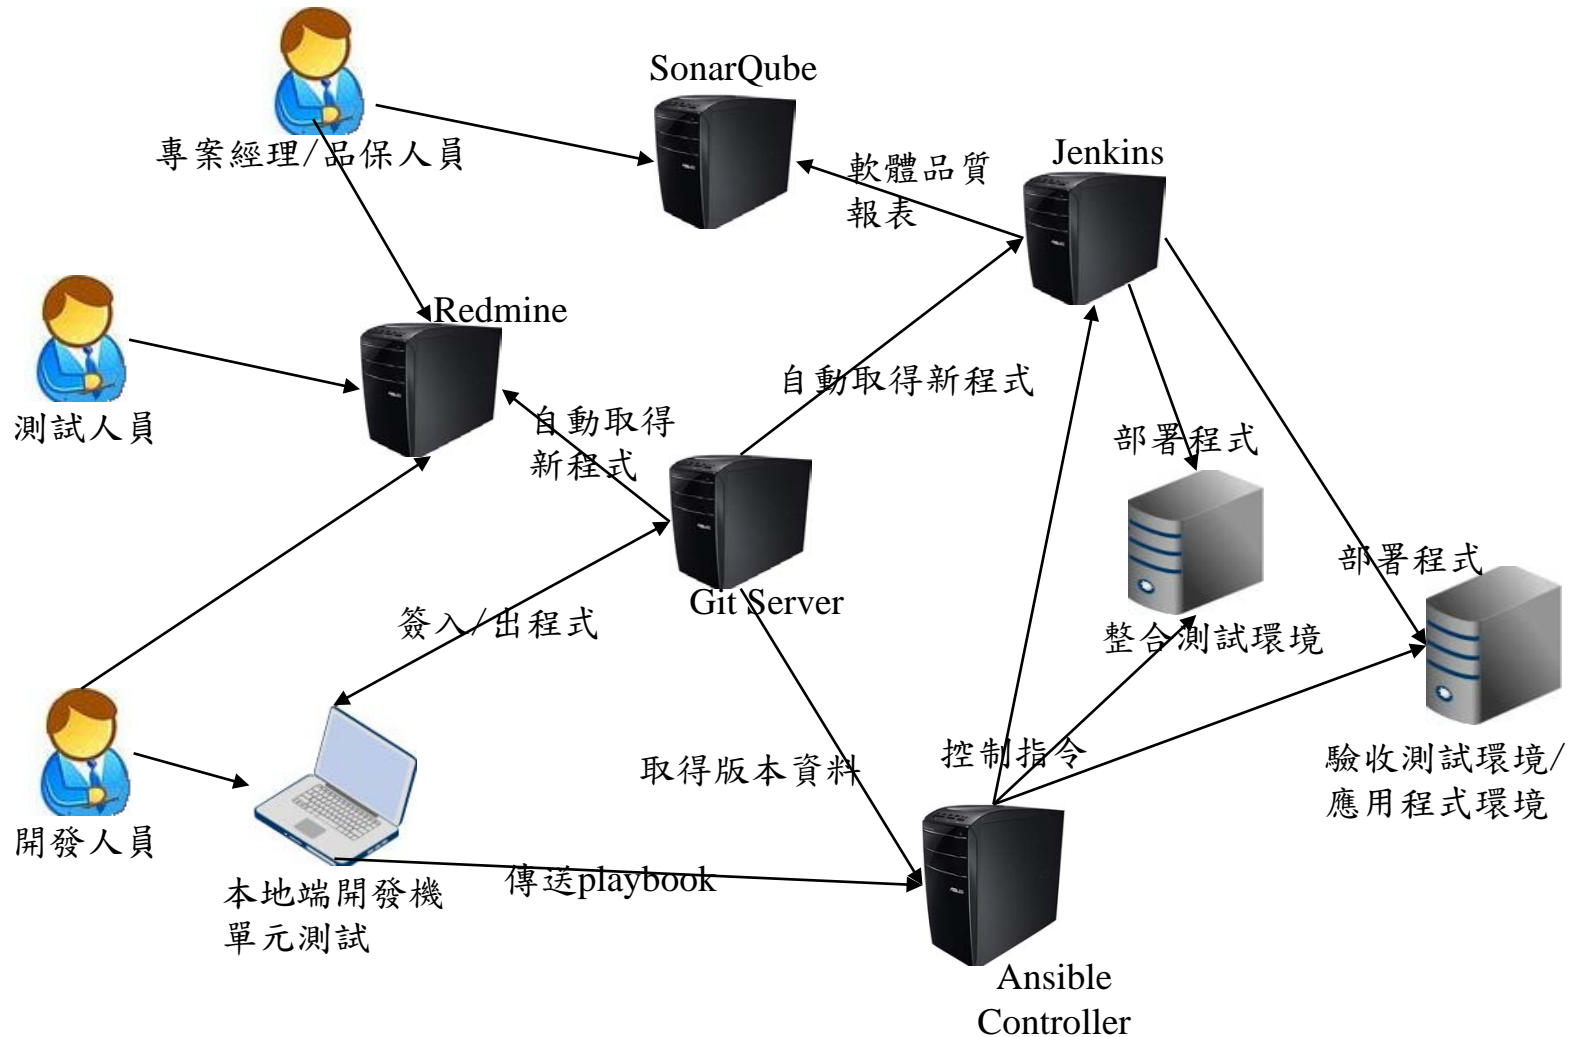 SonarQube
專案經理/品保人員
Jenkins
軟體品質
報表
Redmine
測試人員
自動取得新程式
自動取得
新程式
部署程式
部署程式
Git Server
簽入/出程式
整合測試環境
取得版本資料
控制指令
驗收測試環境/
應用程式環境
開發人員
本地端開發機
單元測試
傳送playbook
Ansible
Controller